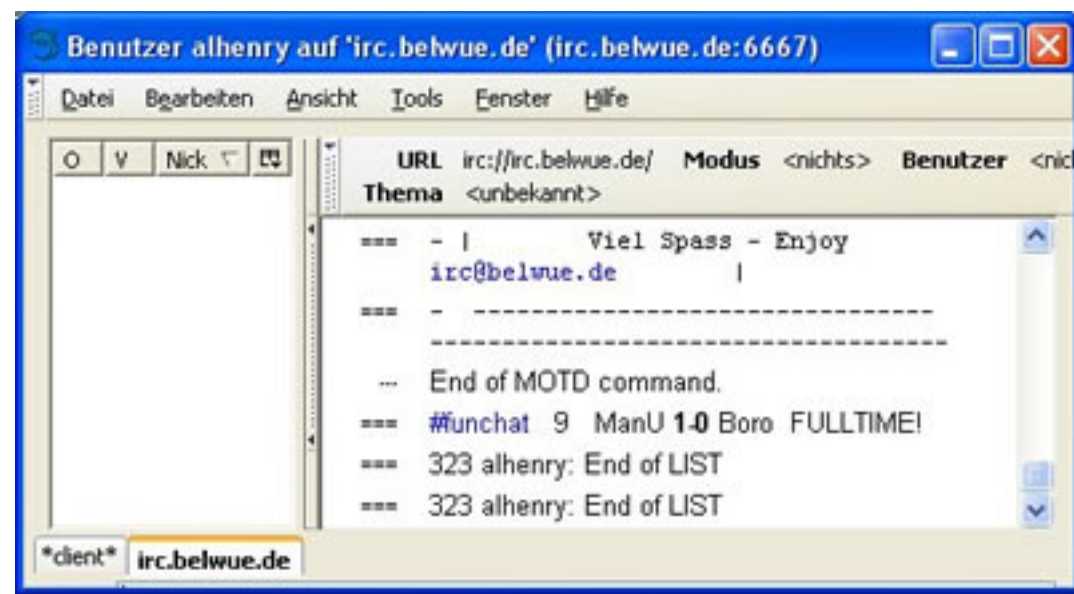 Benutzer alhenry auf 'irc.belwue.de' (irc.belwue.de:6667)
Datei Bearbeiten Ansicht Tools Fenster Hilfe
O V Nick
URL irc://irc.belwue.de/ Modus <nichts> Benutzer <nic
Thema <unbekannt>
=== - | Viel Spass - Enjoy
irc@belwue.de |
=== - --------------------------------
------------------------------------
--- End of MOTD command.
=== #funchat 9 ManU 1-0 Boro FULLTIME!
=== 323 alhenry: End of LIST
=== 323 alhenry: End of LIST
*client* irc.belwue.de